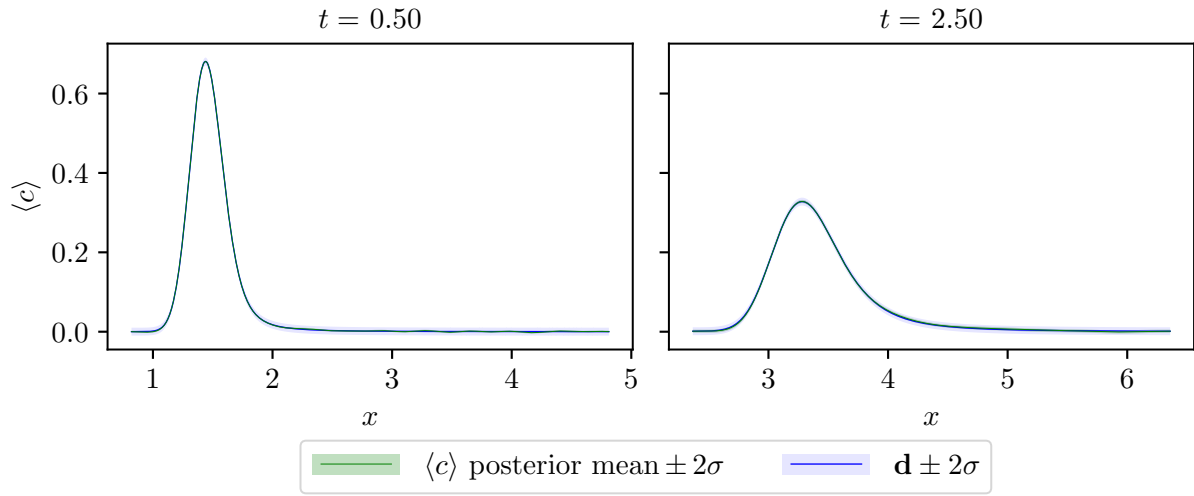 t = 0.50
t = 2.50
⟨c⟩
0.6
0.4
0.2
0.0
1 2 3 4 5
3 4 5 6
x
x
⟨c⟩ posterior mean ± 2σ
d ± 2σ